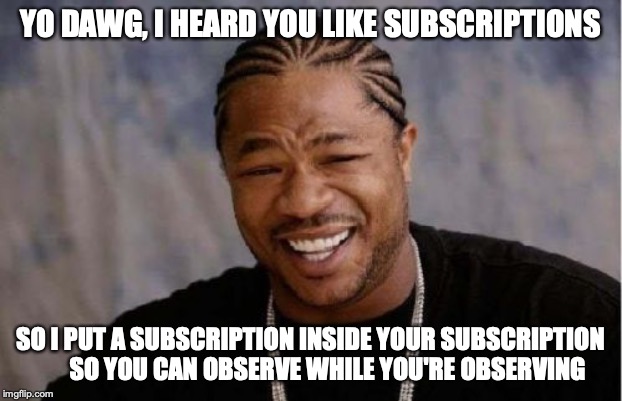 YO DAWG, I HEARD YOU LIKE SUBSCRIPTIONS
SO I PUT A SUBSCRIPTION INSIDE YOUR SUBSCRIPTION
SO YOU CAN OBSERVE WHILE YOU'RE OBSERVING
imgflip.com